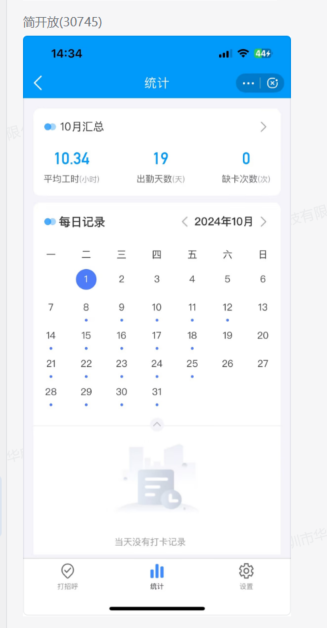 简开放(30745)
14:34
44
统计
10月汇总
10.34 19 0
平均工时(小时) 出勤天数(天) 缺卡次数(次)
每日记录 2024年10月
一 二 三 四 五 六 日
1 2 3 4 5 6
7 8 9 10 11 12 13
14 15 16 17 18 19 20
21 22 23 24 25 26 27
28 29 30 31
当天没有打卡记录
统计 设置